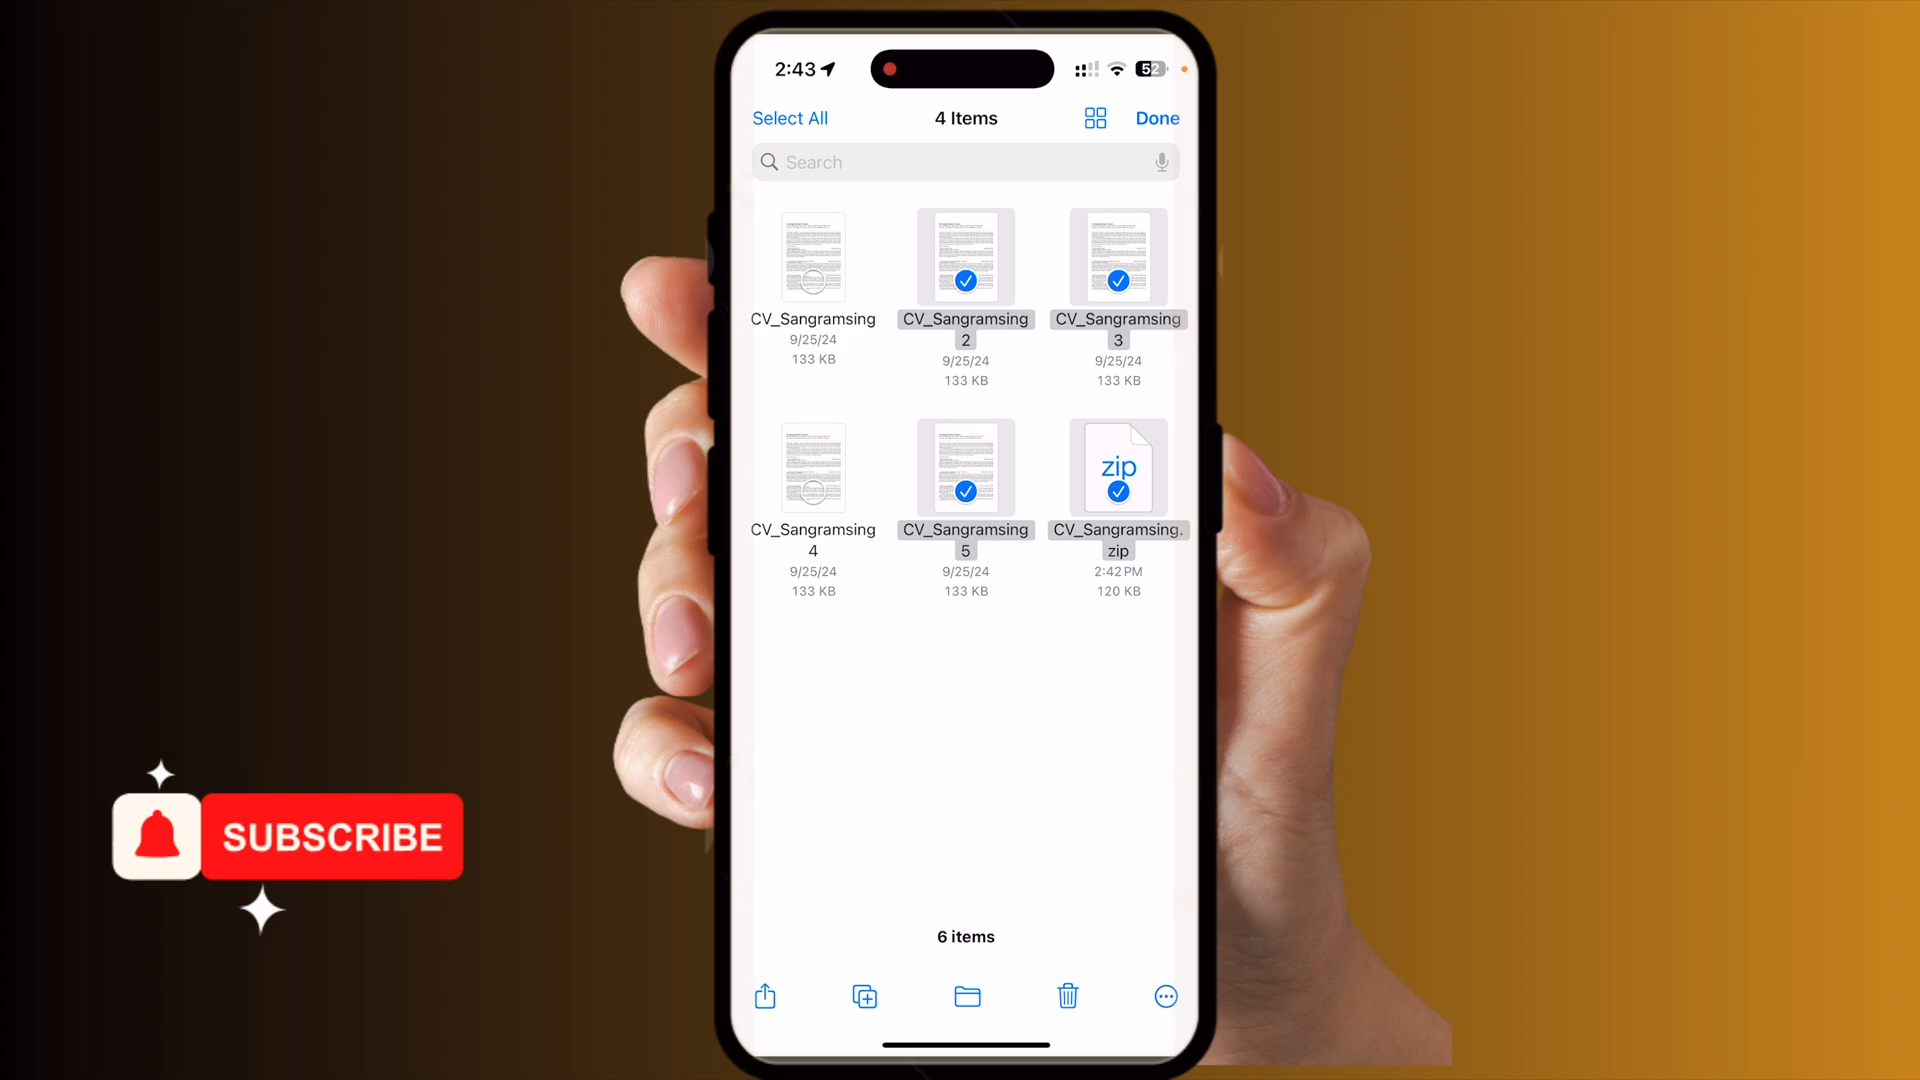 2:43
52
Select All
4 Items
Done
Search
CV_Sangramsing
9/25/24
133 KB
CV_Sangramsing
2
9/25/24
133 KB
CV_Sangramsing
3
9/25/24
133 KB
CV_Sangramsing
4
9/25/24
133 KB
CV_Sangramsing
5
9/25/24
133 KB
zip
CV_Sangramsing.
zip
2:42 PM
120 KB
6 items
SUBSCRIBE